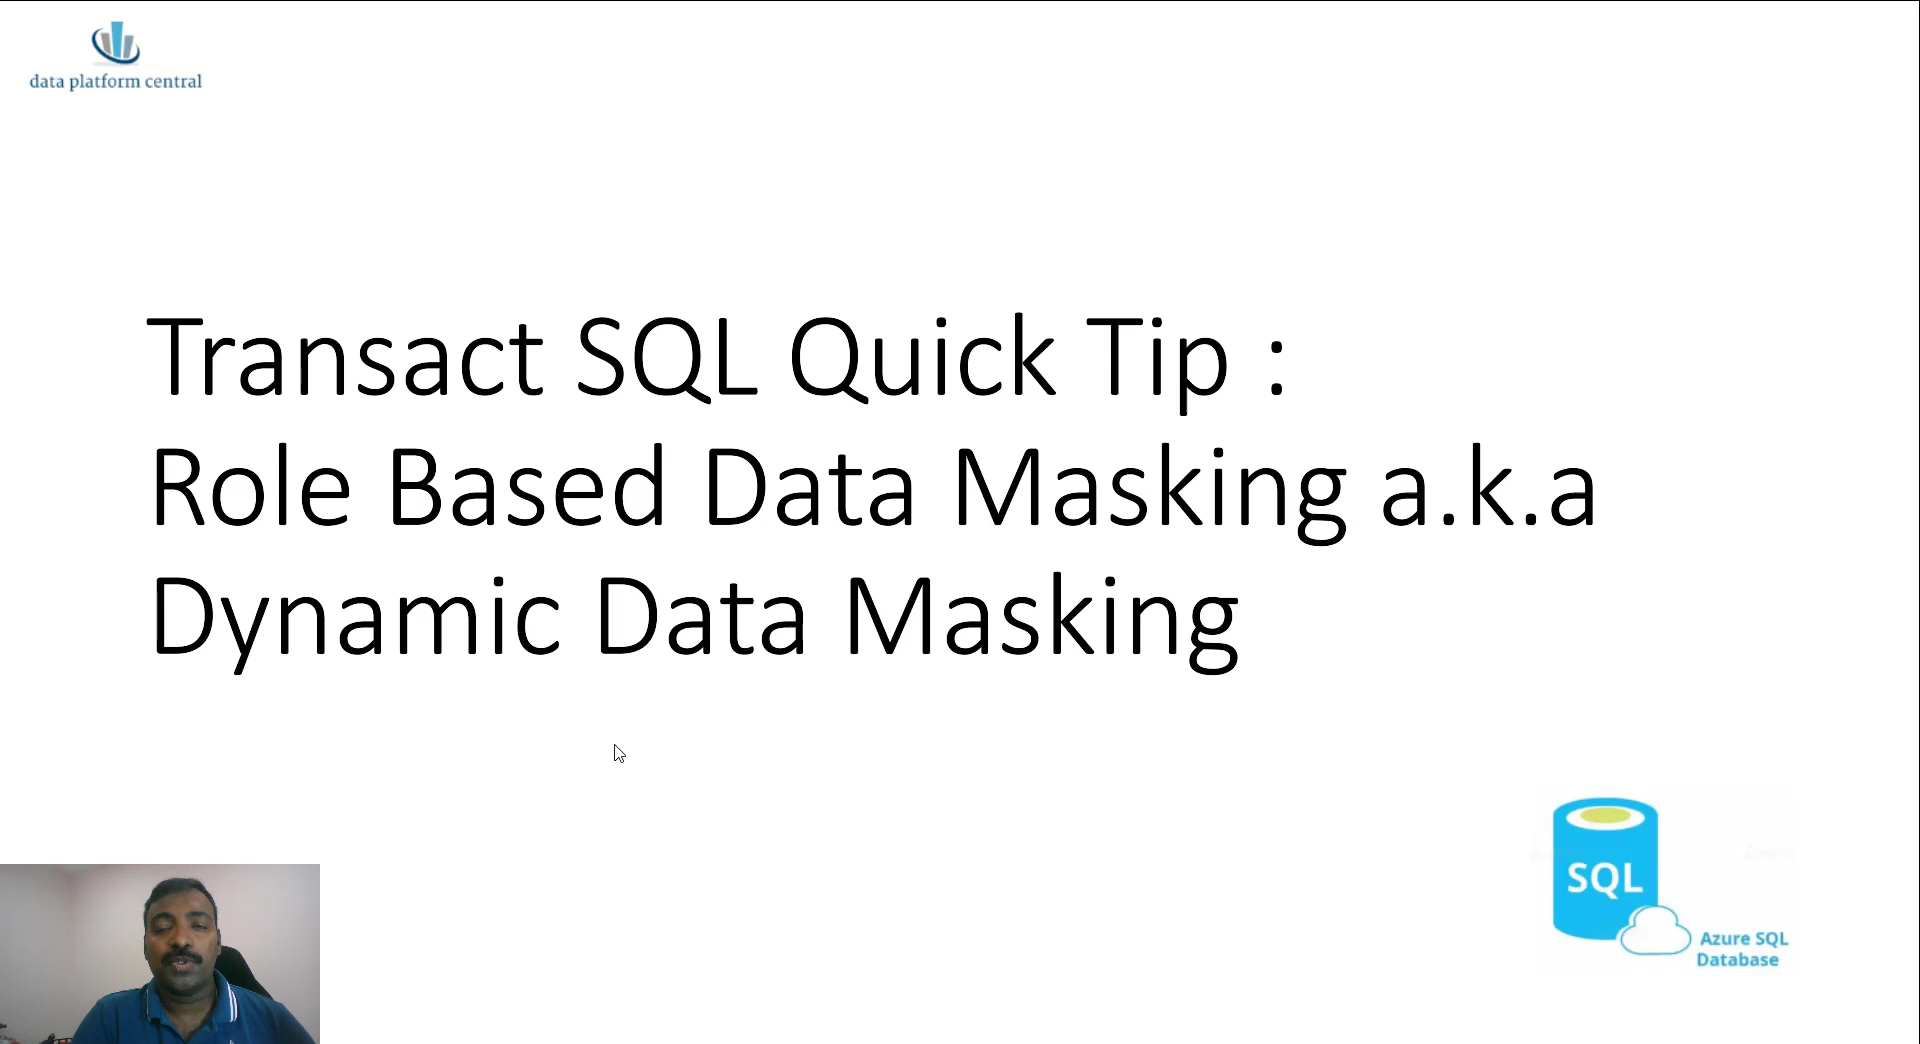 data platform central
Transact SQL Quick Tip :
Role Based Data Masking a.k.a
Dynamic Data Masking
SQL
Azure SQL
Database